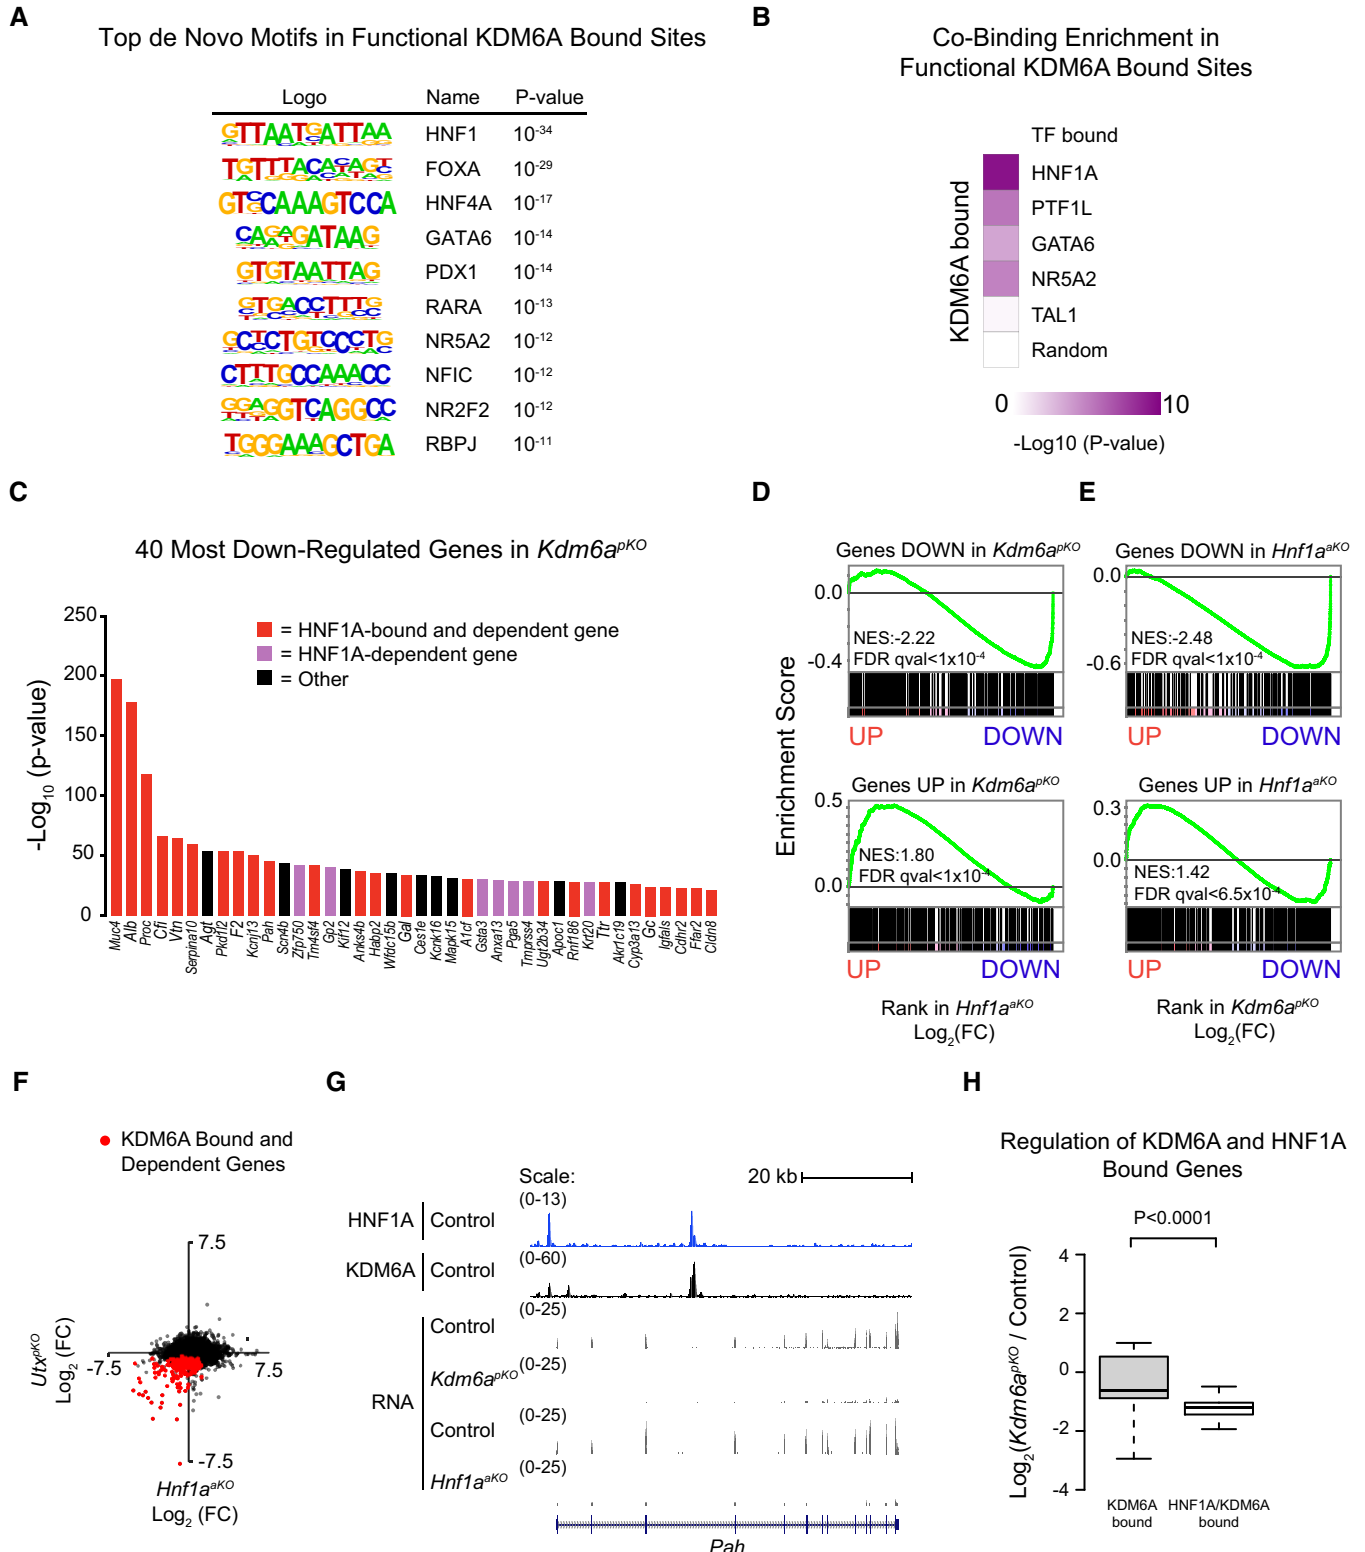 A
Top de Novo Motifs in Functional KDM6A Bound Sites
Logo Name P-value
GTTAATGATTAA HNF1 10-34
TGTTTACACAGT FOXA 10-29
GTCCAAAGTCCA HNF4A 10-17
CAGAGATAAG GATA6 10-14
GTGTAATTAG PDX1 10-14
GTGACCTTTG RARA 10-13
GCTCTGTCCCTG NR5A2 10-12
CTTTGCCAAACC NFIC 10-12
GGAGGTCAGGCC NR2F2 10-12
TGGGAAAGCTGA RBPJ 10-11
B
Co-Binding Enrichment in
Functional KDM6A Bound Sites
TF bound
KDM6A bound
HNF1A
PTF1L
GATA6
NR5A2
TAL1
Random
0 10
-Log10 (P-value)
C
40 Most Down-Regulated Genes in Kdm6apKO
-Log10 (p-value)
250
200
150
100
50
0
= HNF1A-bound and dependent gene
= HNF1A-dependent gene
= Other
Muc4 Alb Proc Cfi Vtn Serpina10 Agt Pkdl2 F2 Kcnj13 Pah Scn4b Zfp750 Tm4sf4 Gp2 Kif12 Anks4b Habp2 Wfdc15b Gal Ces1e Kcnk16 Mapk15 A1cf Gsta3 Anxa13 Pga5 Tmprss4 Ugt2b34 Apoc1 Rnf186 Krt20 Ttr Akr1c19 Cyp3a13 Gc Igfals Cdhr2 Ffar2 Cldn8
D
Enrichment Score
Genes DOWN in Kdm6apKO
0.0
-0.4
NES:-2.22
FDR qval<1x10-4
UP DOWN
Genes UP in Kdm6apKO
0.5
0.0
NES:1.80
FDR qval<1x10-4
UP DOWN
Rank in Hnf1aaKO
Log2(FC)
E
Genes DOWN in Hnf1aaKO
0.0
-0.6
NES:-2.48
FDR qval<1x10-4
UP DOWN
Genes UP in Hnf1aaKO
0.3
0.0
NES:1.42
FDR qval<6.5x10-4
UP DOWN
Rank in Kdm6apKO
Log2(FC)
F
KDM6A Bound and
Dependent Genes
7.5
-7.5 7.5
-7.5
UtxpKO
Log2 (FC)
Hnf1aaKO
Log2 (FC)
G
Scale: 20 kb
(0-13)
HNF1A Control
(0-60)
KDM6A Control
(0-25)
Control
(0-25)
Kdm6apKO
RNA
(0-25)
Control
(0-25)
Hnf1aaKO
Pah
H
Regulation of KDM6A and HNF1A
Bound Genes
P<0.0001
Log2(Kdm6apKO / Control)
4
2
0
-2
-4
KDM6A
bound
HNF1A/KDM6A
bound